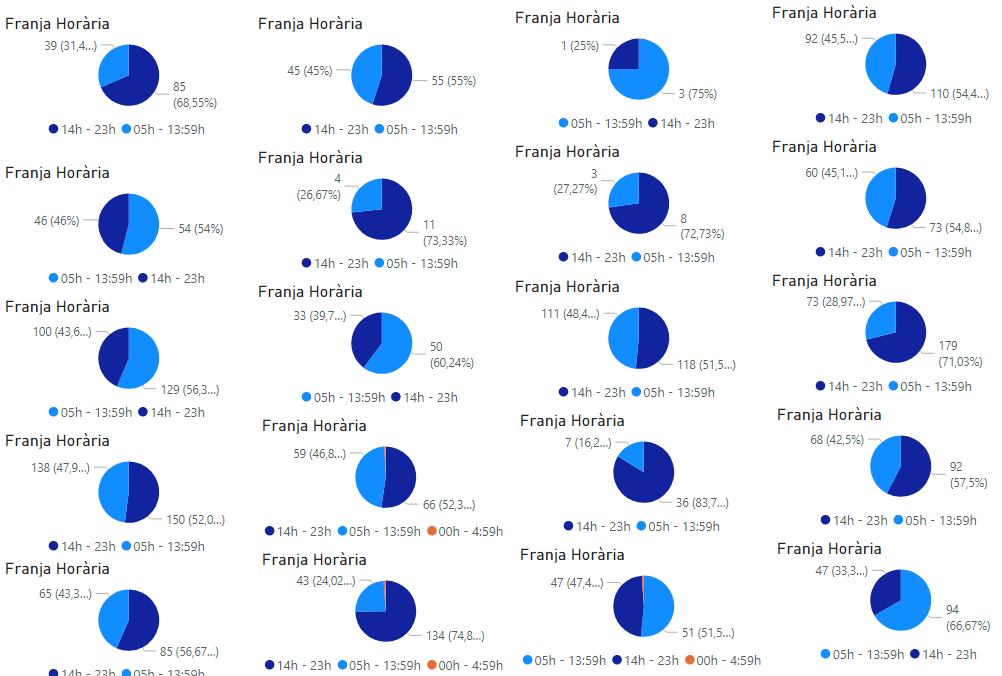 Franja Horària
39 (31,4...)
85
(68,55%)
14h - 23h 05h - 13:59h
Franja Horària
45 (45%)
55 (55%)
14h - 23h 05h - 13:59h
Franja Horària
1 (25%)
3 (75%)
05h - 13:59h 14h - 23h
Franja Horària
92 (45,5...)
110 (54,4...)
14h - 23h 05h - 13:59h
Franja Horària
46 (46%)
54 (54%)
05h - 13:59h 14h - 23h
Franja Horària
4
(26,67%)
11
(73,33%)
14h - 23h 05h - 13:59h
Franja Horària
3
(27,27%)
8
(72,73%)
14h - 23h 05h - 13:59h
Franja Horària
60 (45,1...)
73 (54,8...)
14h - 23h 05h - 13:59h
Franja Horària
100 (43,6...)
129 (56,3...)
05h - 13:59h 14h - 23h
Franja Horària
33 (39,7...)
50
(60,24%)
05h - 13:59h 14h - 23h
Franja Horària
111 (48,4...)
118 (51,5...)
14h - 23h 05h - 13:59h
Franja Horària
73 (28,97...)
179
(71,03%)
14h - 23h 05h - 13:59h
Franja Horària
138 (47,9...)
150 (52,0...)
14h - 23h 05h - 13:59h
Franja Horària
59 (46,8...)
66 (52,3...)
14h - 23h 05h - 13:59h 00h - 4:59h
Franja Horària
7 (16,2...)
36 (83,7...)
14h - 23h 05h - 13:59h
Franja Horària
68 (42,5%)
92
(57,5%)
14h - 23h 05h - 13:59h
Franja Horària
65 (43,3...)
85 (56,67...)
14h - 23h 05h - 13:59h
Franja Horària
43 (24,02...)
134 (74,8...)
14h - 23h 05h - 13:59h 00h - 4:59h
Franja Horària
47 (47,4...)
51 (51,5...)
05h - 13:59h 14h - 23h 00h - 4:59h
Franja Horària
47 (33,3...)
94
(66,67%)
05h - 13:59h 14h - 23h